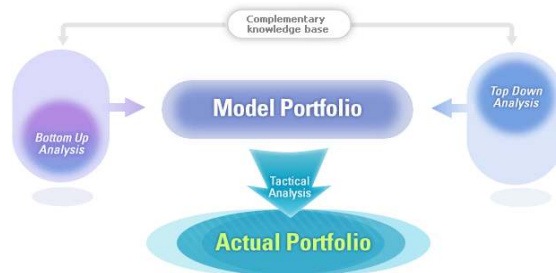 Complementary
knowledge base
Bottom Up
Analysis
Model Portfolio
Top Down
Analysis
Tactical
Analysis
Actual Portfolio